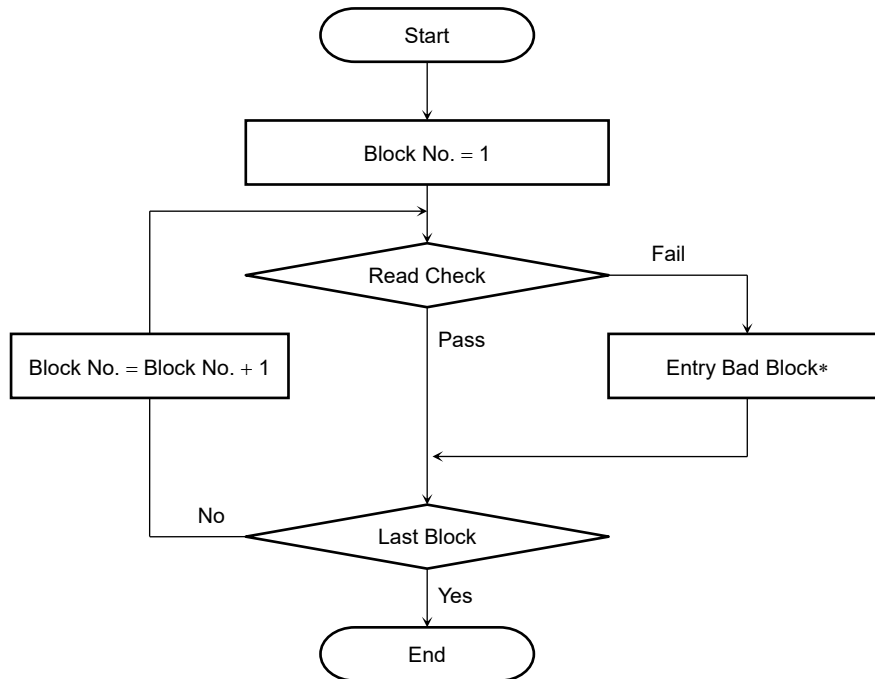 Start
Block No. = 1
Read Check
Fail
Pass
Block No. = Block No. + 1
Entry Bad Block∗
No
Last Block
Yes
End